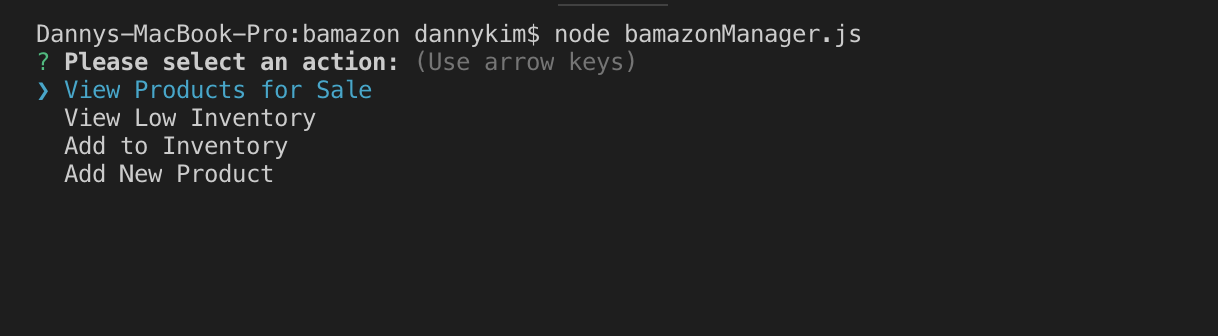 Dannys-MacBook-Pro:bamazon dannykim$ node bamazonManager.js
? Please select an action: (Use arrow keys)
❯ View Products for Sale
  View Low Inventory
  Add to Inventory
  Add New Product